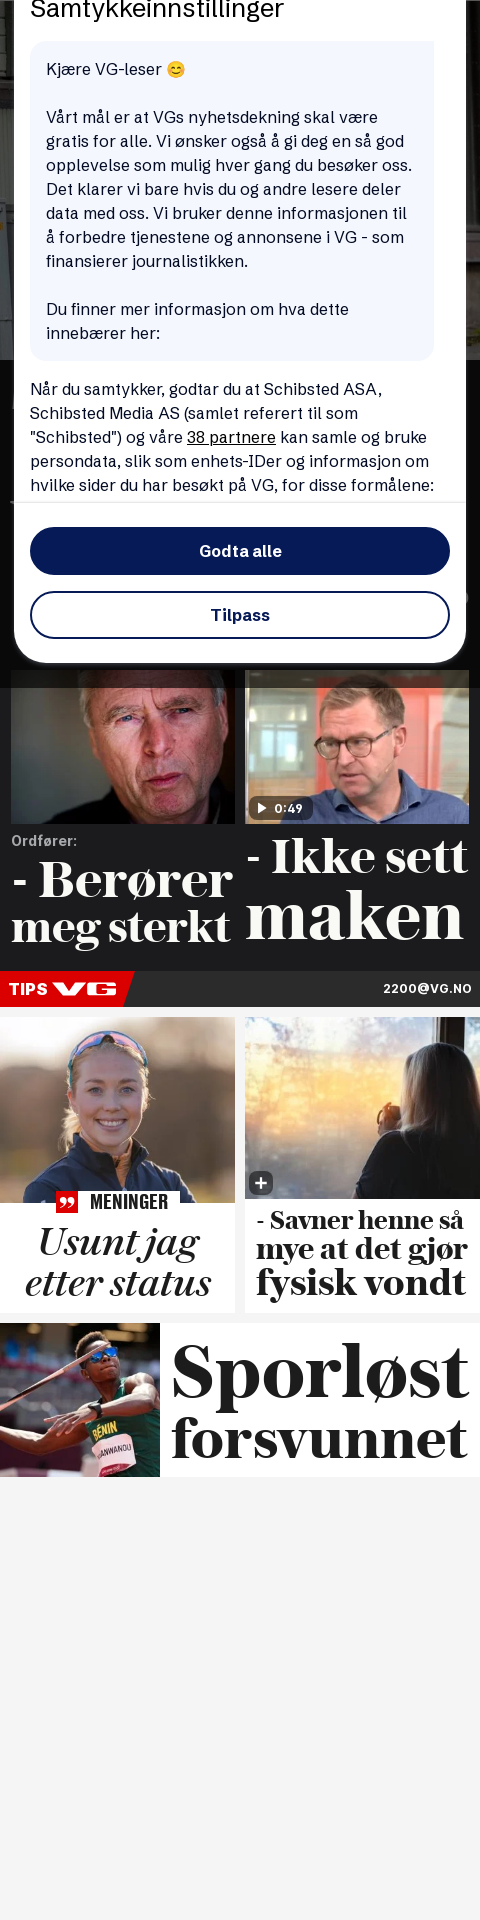 Samtykkeinnstillinger
Kjære VG-leser 😊
Vårt mål er at VGs nyhetsdekning skal være
gratis for alle. Vi ønsker også å gi deg en så god
opplevelse som mulig hver gang du besøker oss.
Det klarer vi bare hvis du og andre lesere deler
data med oss. Vi bruker denne informasjonen til
å forbedre tjenestene og annonsene i VG - som
finansierer journalistikken.
Du finner mer informasjon om hva dette
innebærer her:
Når du samtykker, godtar du at Schibsted ASA,
Schibsted Media AS (samlet referert til som
"Schibsted") og våre 38 partnere kan samle og bruke
persondata, slik som enhets-IDer og informasjon om
hvilke sider du har besøkt på VG, for disse formålene:
Godta alle
Tilpass
0:49
Ordfører:
- Berører
meg sterkt
- Ikke sett
maken
TIPS VG
2200@VG.NO
MENINGER
Usunt jag
etter status
- Savner henne så
mye at det gjør
fysisk vondt
BÉNIN
Sporløst
forsvunnet